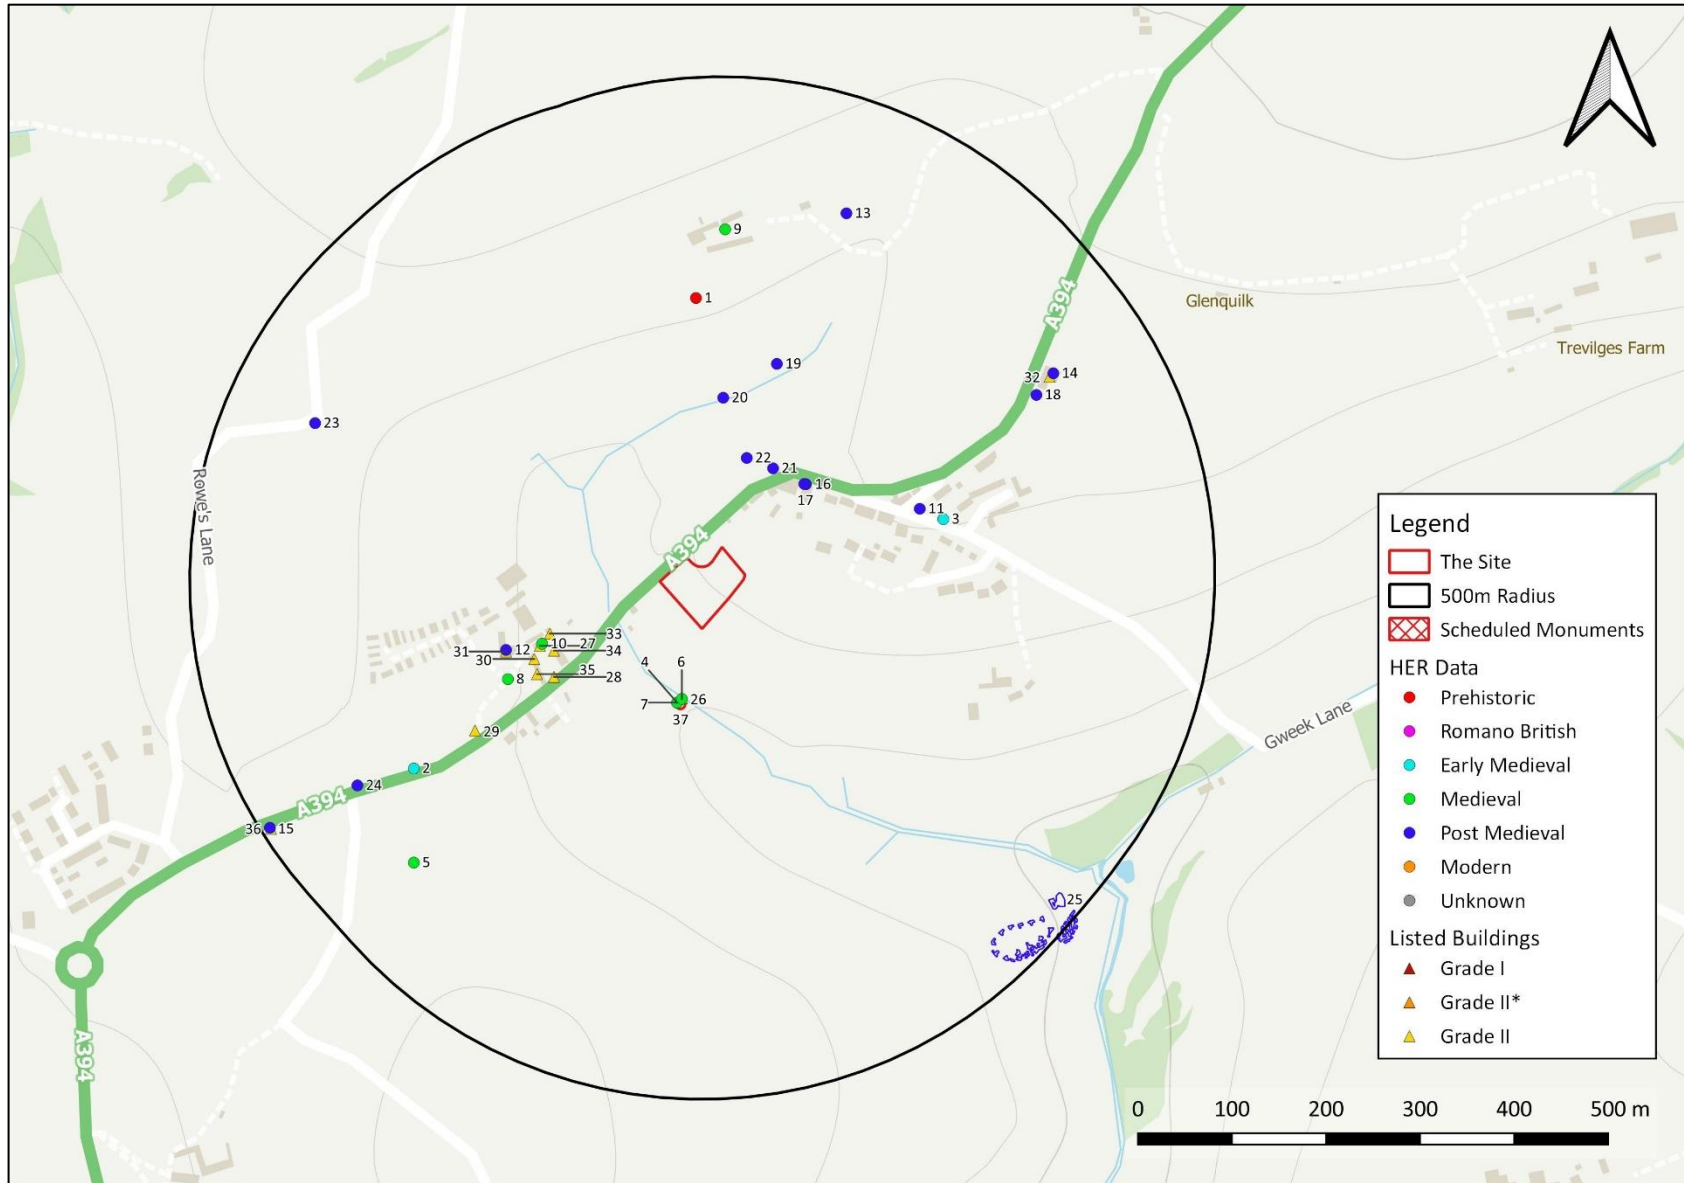 13
9
1
A394
Glenquilk
Trevilges Farm
19
32
14
18
20
23
22
21
16
17
11
3
Rowe's Lane
A394
33
10
27
34
31
12
30
35
28
8
4
6
7
26
37
29
2
24
A394
36
15
5
Gweek Lane
25
A394
Legend
The Site
500m Radius
Scheduled Monuments
HER Data
Prehistoric
Romano British
Early Medieval
Medieval
Post Medieval
Modern
Unknown
Listed Buildings
Grade I
Grade II*
Grade II
0 100 200 300 400 500 m